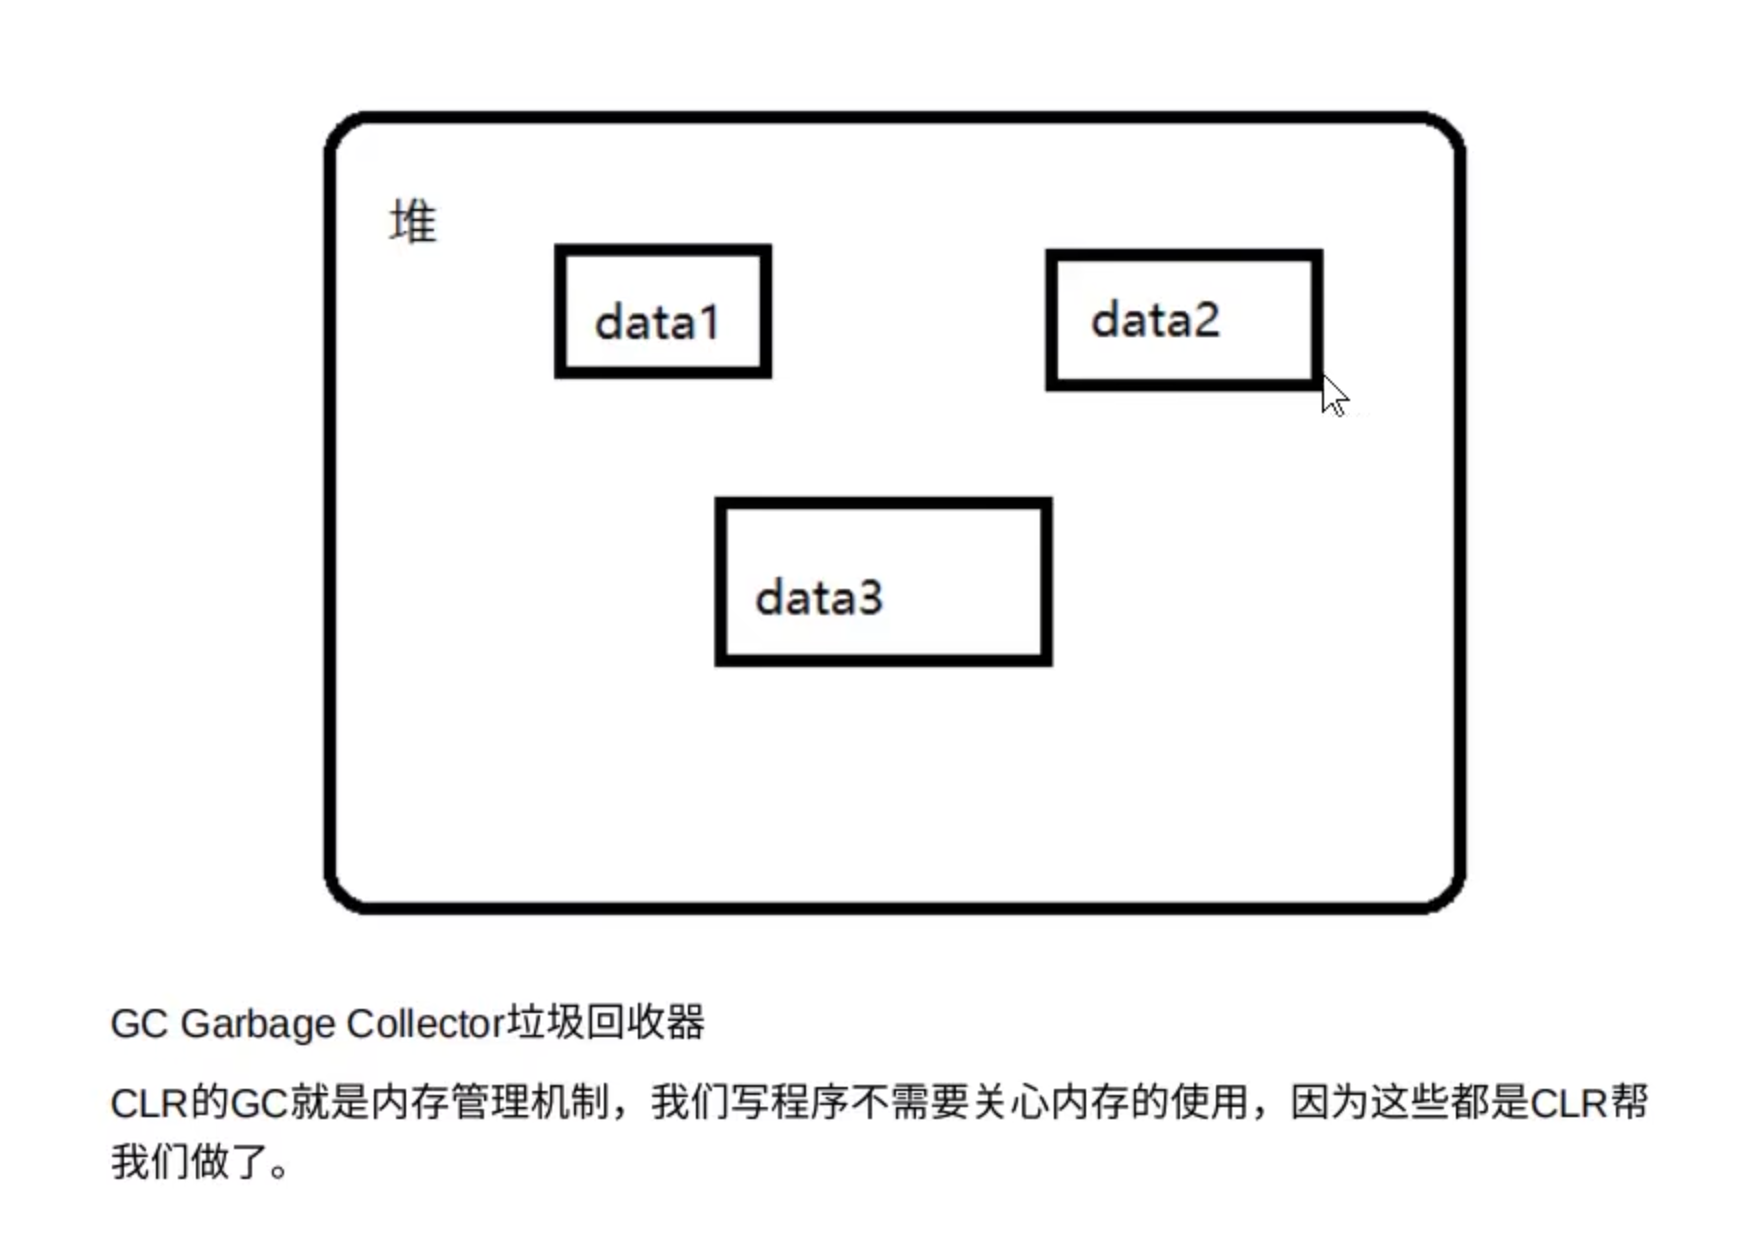 堆
data1
data2
data3
GC Garbage Collector垃圾回收器
CLR的GC就是内存管理机制，我们写程序不需要关心内存的使用，因为这些都是CLR帮
我们做了。